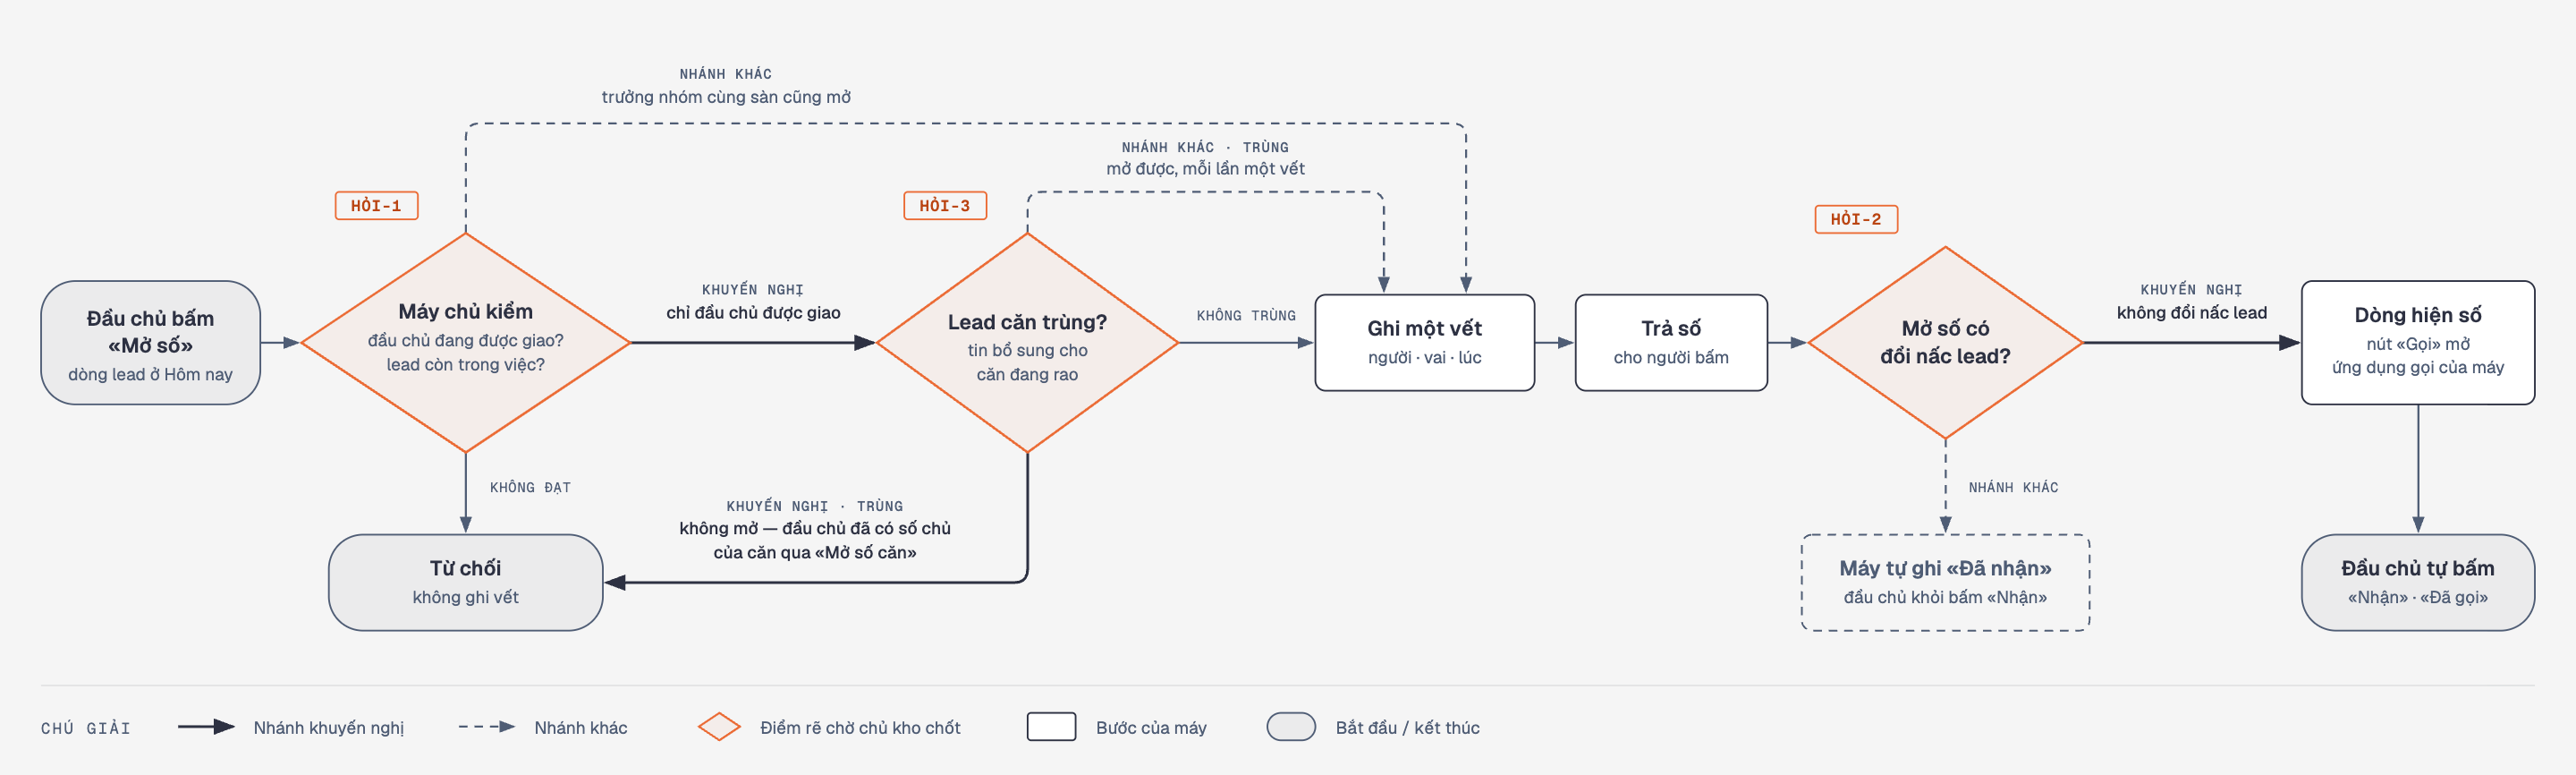 NHÁNH KHÁC
trưởng nhóm cùng sàn cũng mở
NHÁNH KHÁC · TRÙNG
mở được, mỗi lần một vết
HỎI-1
HỎI-3
HỎI-2
Đầu chủ bấm
«Mở số»
dòng lead ở Hôm nay
Máy chủ kiểm
đầu chủ đang được giao?
lead còn trong việc?
KHUYẾN NGHỊ
chỉ đầu chủ được giao
Lead căn trùng?
tin bổ sung cho
căn đang rao
KHÔNG TRÙNG
Ghi một vết
người · vai · lúc
Trả số
cho người bấm
Mở số có
đổi nấc lead?
KHUYẾN NGHỊ
không đổi nấc lead
Dòng hiện số
nút «Gọi» mở
ứng dụng gọi của máy
KHÔNG ĐẠT
KHUYẾN NGHỊ · TRÙNG
không mở — đầu chủ đã có số chủ
của căn qua «Mở số căn»
NHÁNH KHÁC
Từ chối
không ghi vết
Máy tự ghi «Đã nhận»
đầu chủ khỏi bấm «Nhận»
Đầu chủ tự bấm
«Nhận» · «Đã gọi»
CHÚ GIẢI
Nhánh khuyến nghị
Nhánh khác
Điểm rẽ chờ chủ kho chốt
Bước của máy
Bắt đầu / kết thúc